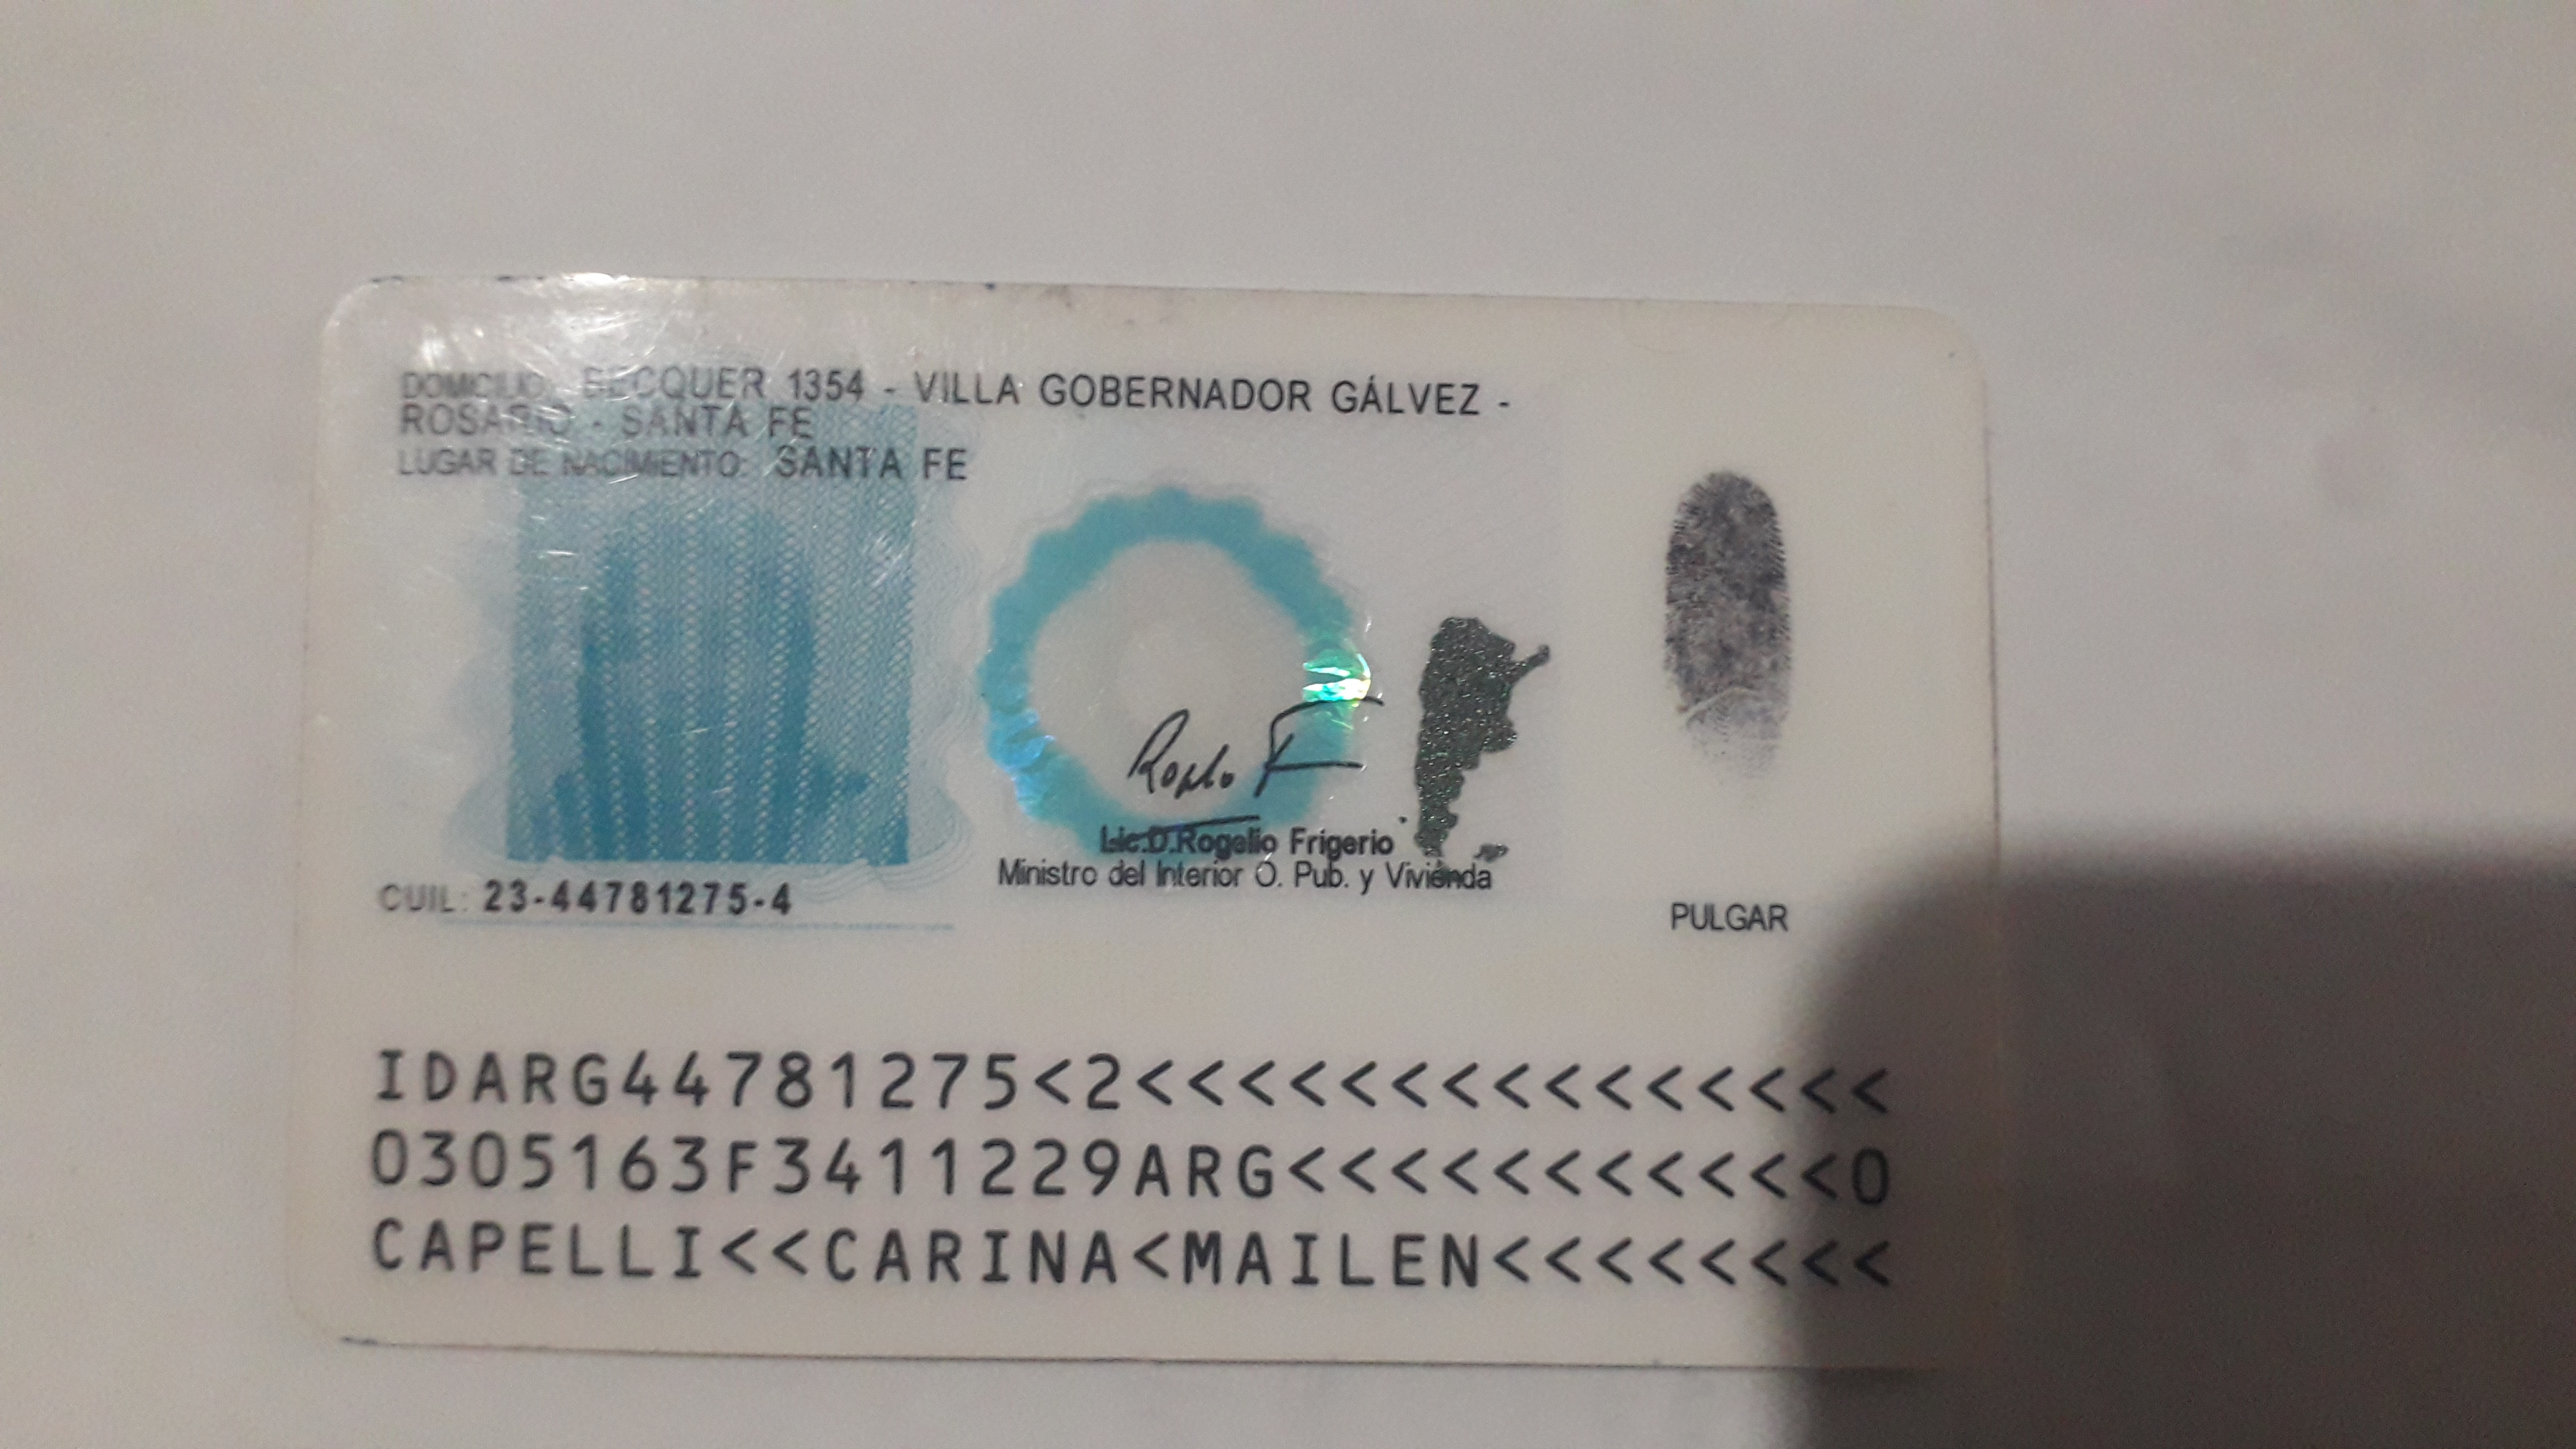 DOMICILIO: BECQUER 1354 - VILLA GOBERNADOR GÁLVEZ -
ROSARIO - SANTA FE
LUGAR DE NACIMIENTO: SANTA FE
Lic.D.Rogelio Frigerio
Ministro del Interior O. Pub. y Vivienda
CUIL: 23-44781275-4
PULGAR
IDARG44781275<2<<<<<<<<<<<<<<<
0305163F3411229ARG<<<<<<<<<<<0
CAPELLI<<CARINA<MAILEN<<<<<<<<